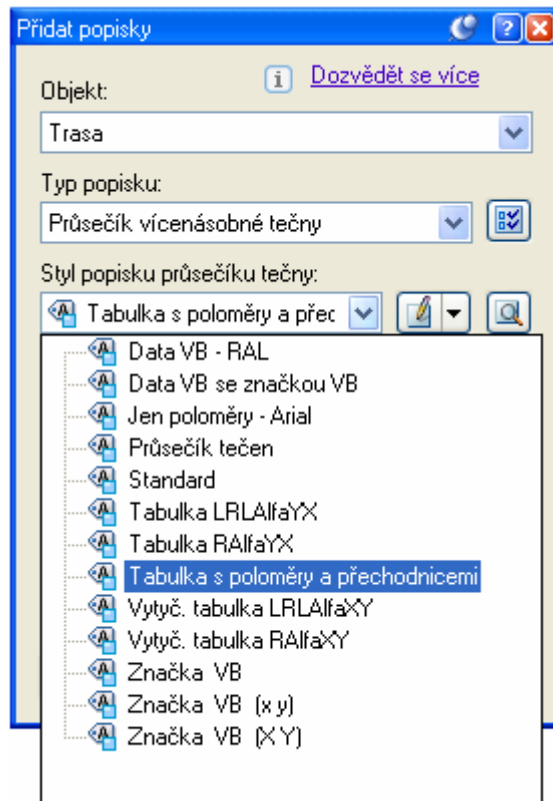 Přidat popisky
Objekt:
Dozvědět se více
Trasa
Typ popisku:
Průsečík vícenásobné tečny
Styl popisku průsečíku tečny:
Tabulka s poloměry a přec
Data VB - RAL
Data VB se značkou VB
Jen poloměry - Arial
Průsečík tečen
Standard
Tabulka LRLAlfaYX
Tabulka RAlfaYX
Tabulka s poloměry a přechodnicemi
Vytyč. tabulka LRLAlfaXY
Vytyč. tabulka RAlfaXY
Značka VB
Značka VB (x y)
Značka VB (X Y)